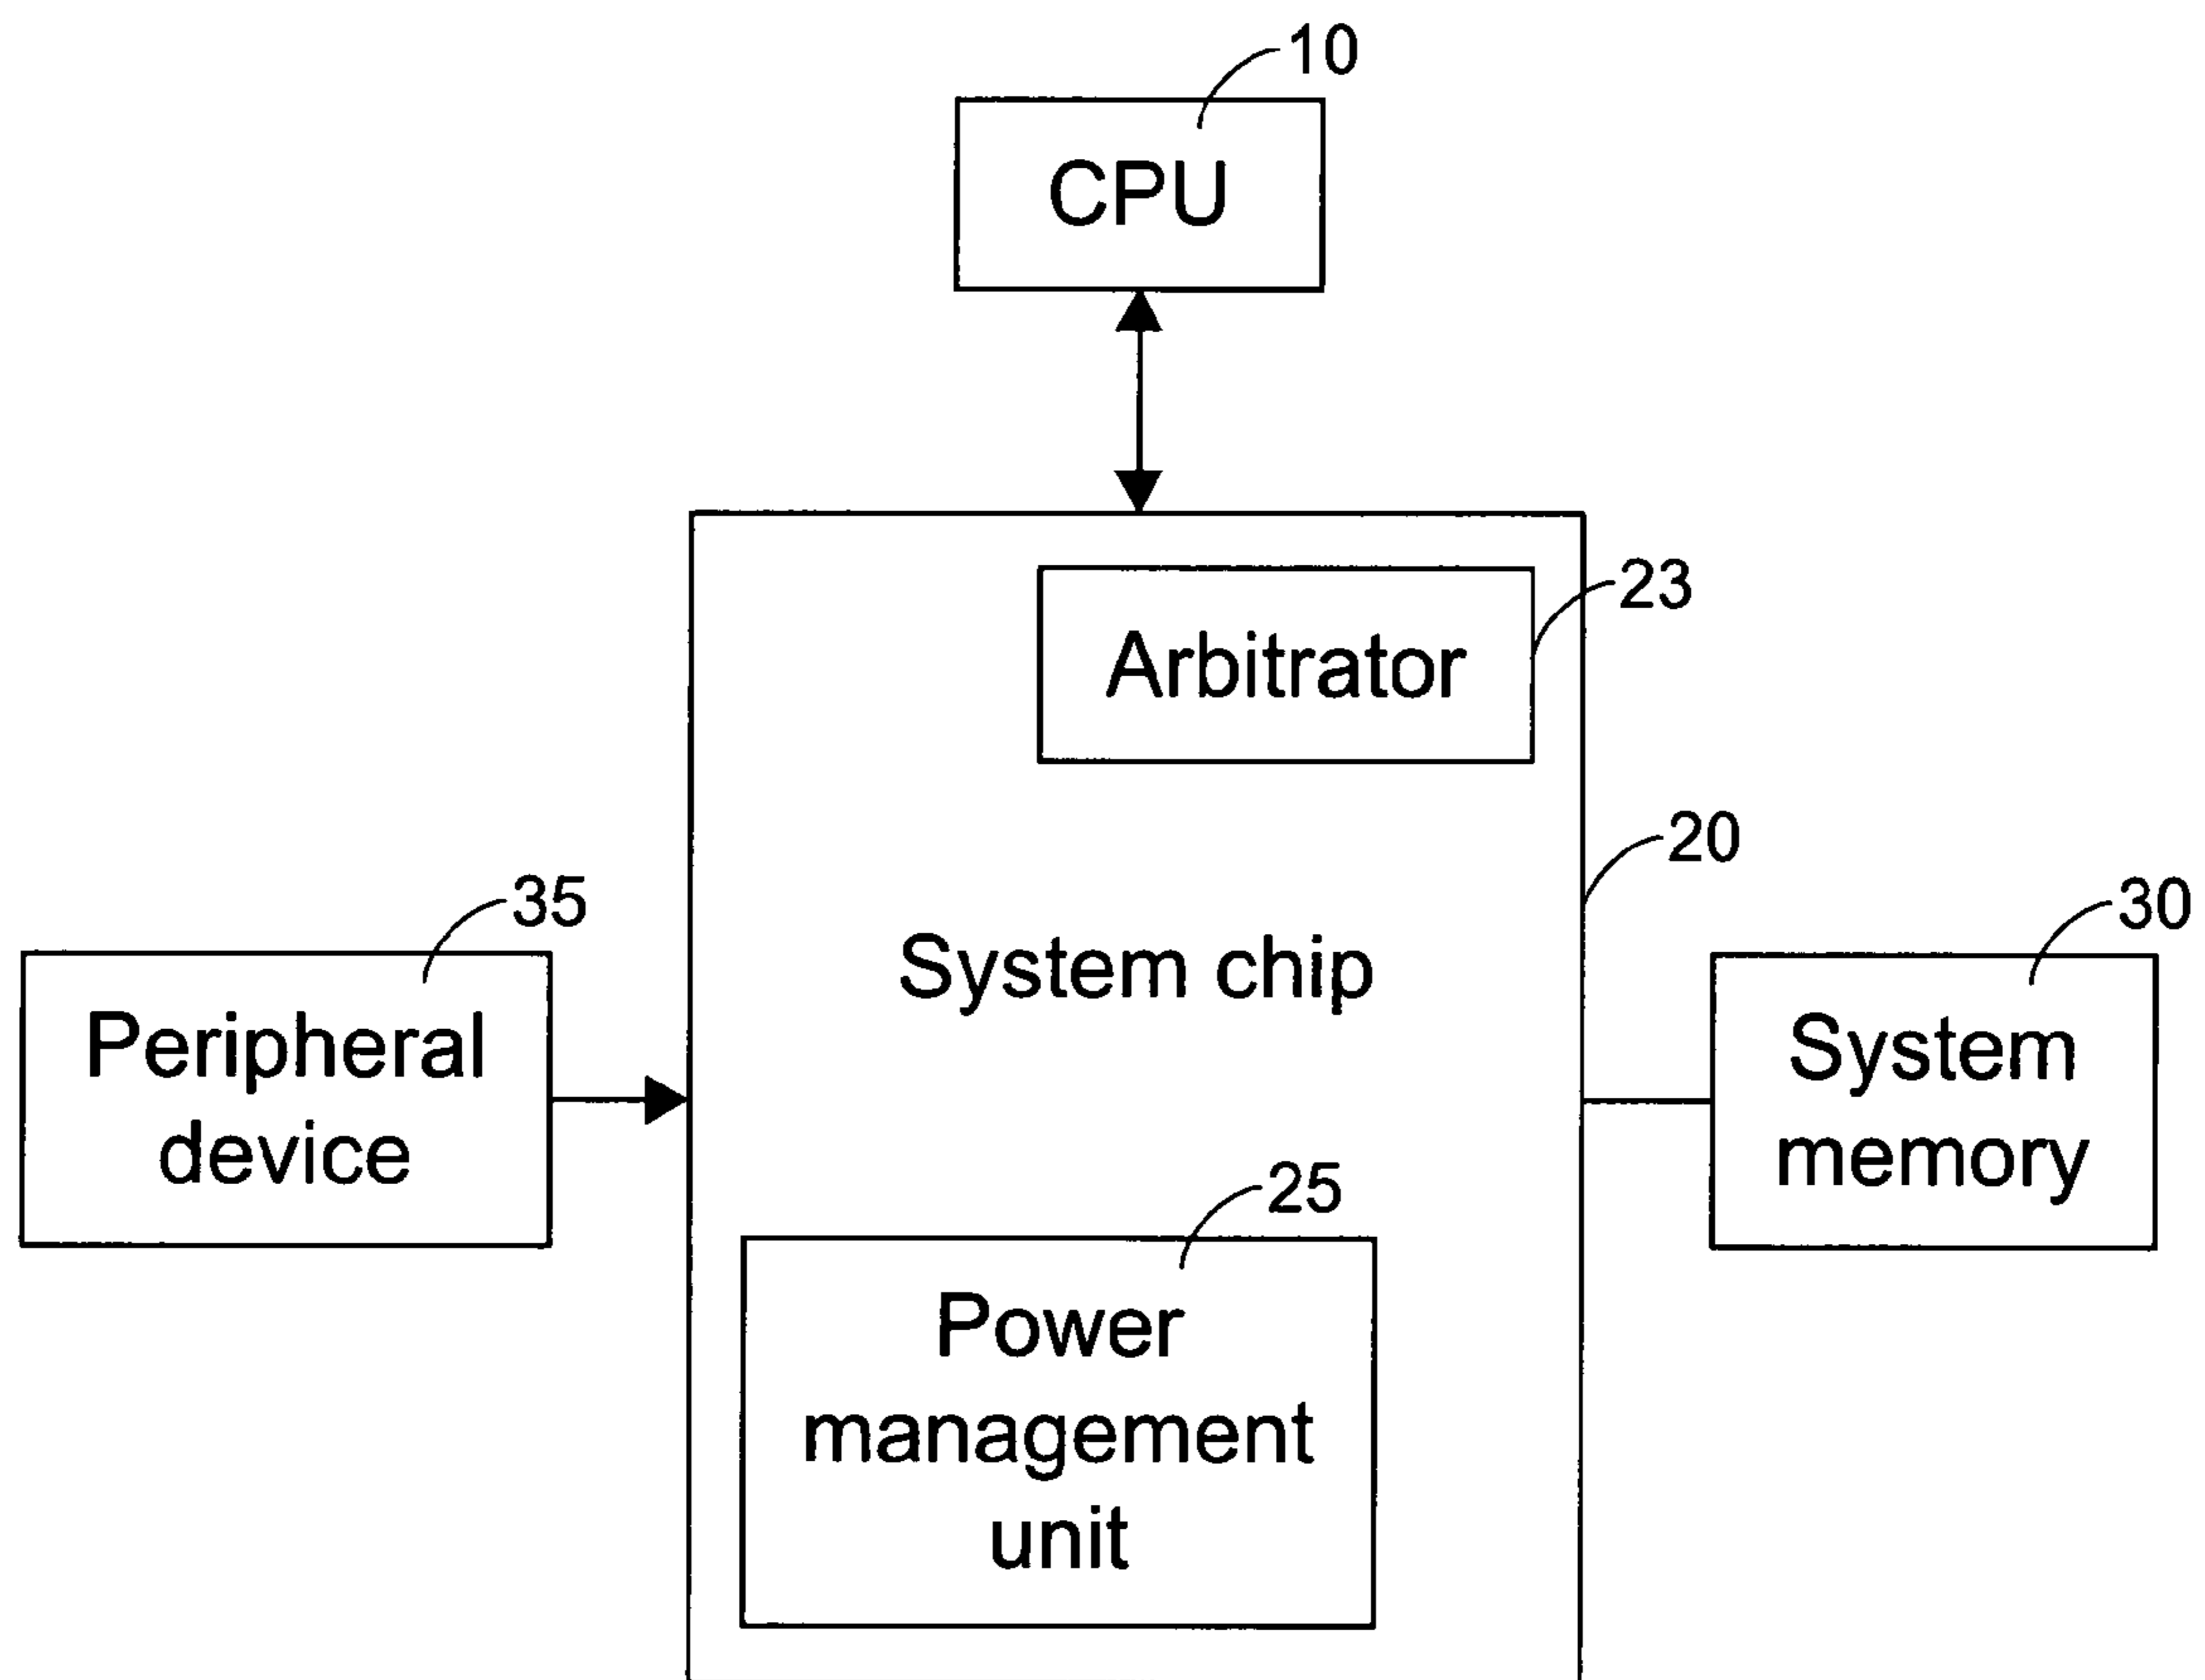 10
CPU
23
Arbitrator
20
System chip
35
Peripheral
device
30
System
memory
25
Power
management
unit